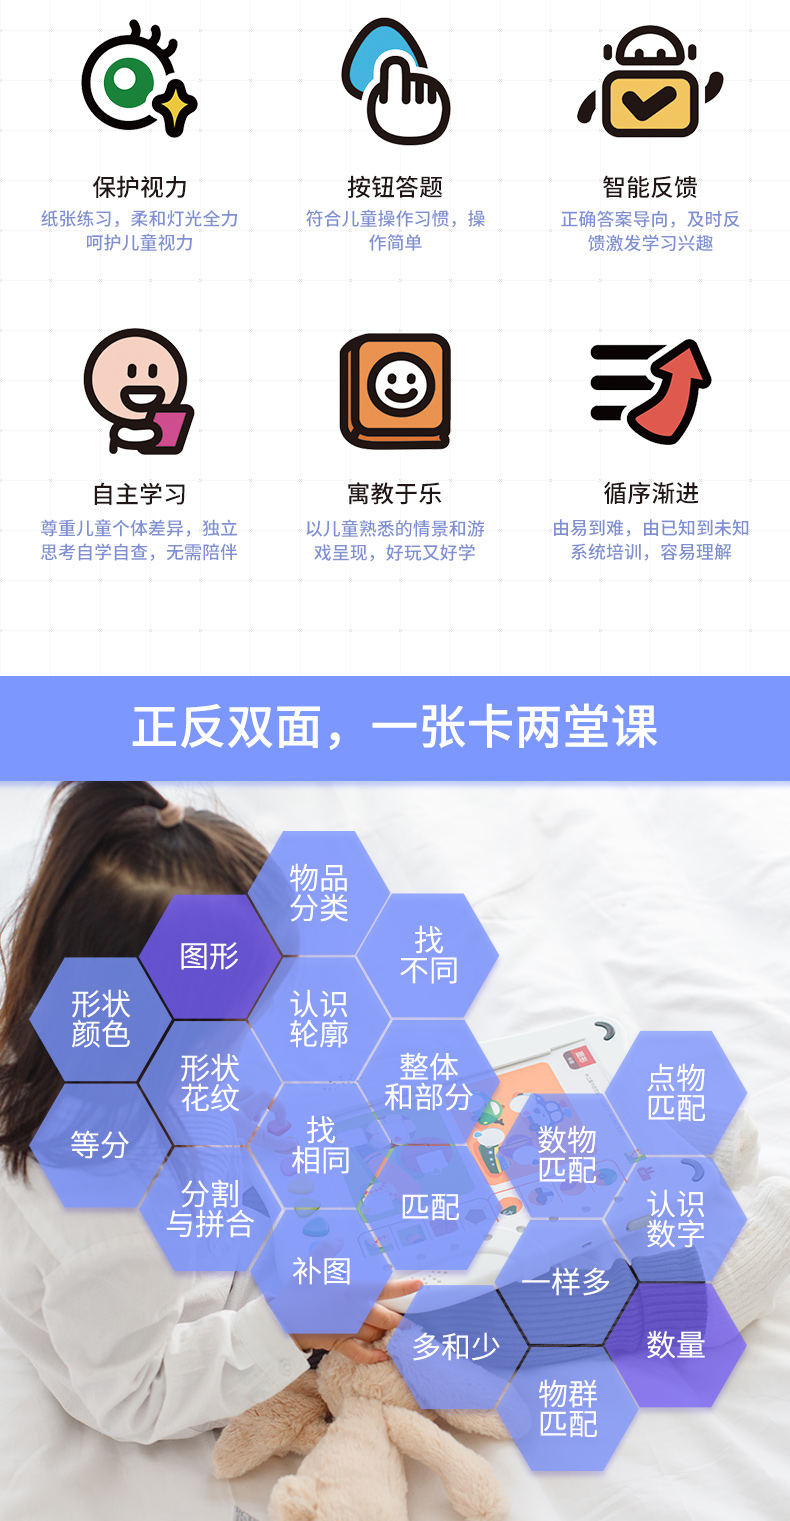 保护视力
纸张练习，柔和灯光全力
呵护儿童视力
按钮答题
符合儿童操作习惯，操
作简单
智能反馈
正确答案导向，及时反
馈激发学习兴趣
自主学习
尊重儿童个体差异，独立
思考自学自查，无需陪伴
寓教于乐
以儿童熟悉的情景和游
戏呈现，好玩又好学
循序渐进
由易到难，由已知到未知
系统培训，容易理解
正反双面，一张卡两堂课
物品
分类
图形
找
不同
形状
颜色
认识
轮廓
形状
花纹
整体
和部分
点物
匹配
等分
找
相同
数物
匹配
分割
与拼合
匹配
认识
数字
补图
一样多
多和少
数量
物群
匹配